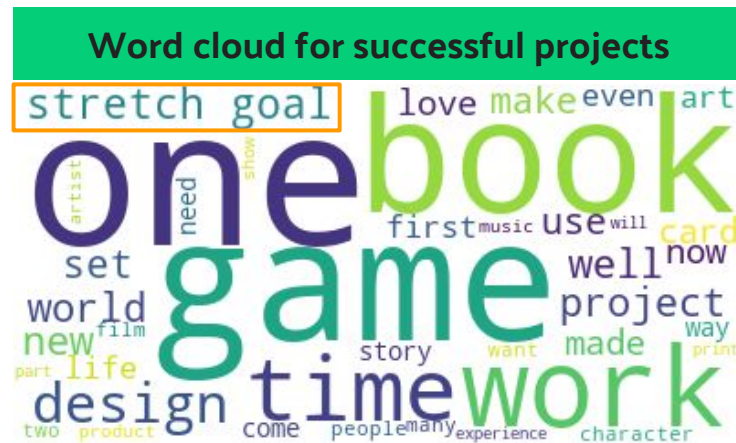 Word cloud for successful projects
stretch goal love make even art
one book
artist need show
first music use will card
set game well now
world project
new film story want made way print
part life
design time work
two product come people many experience character